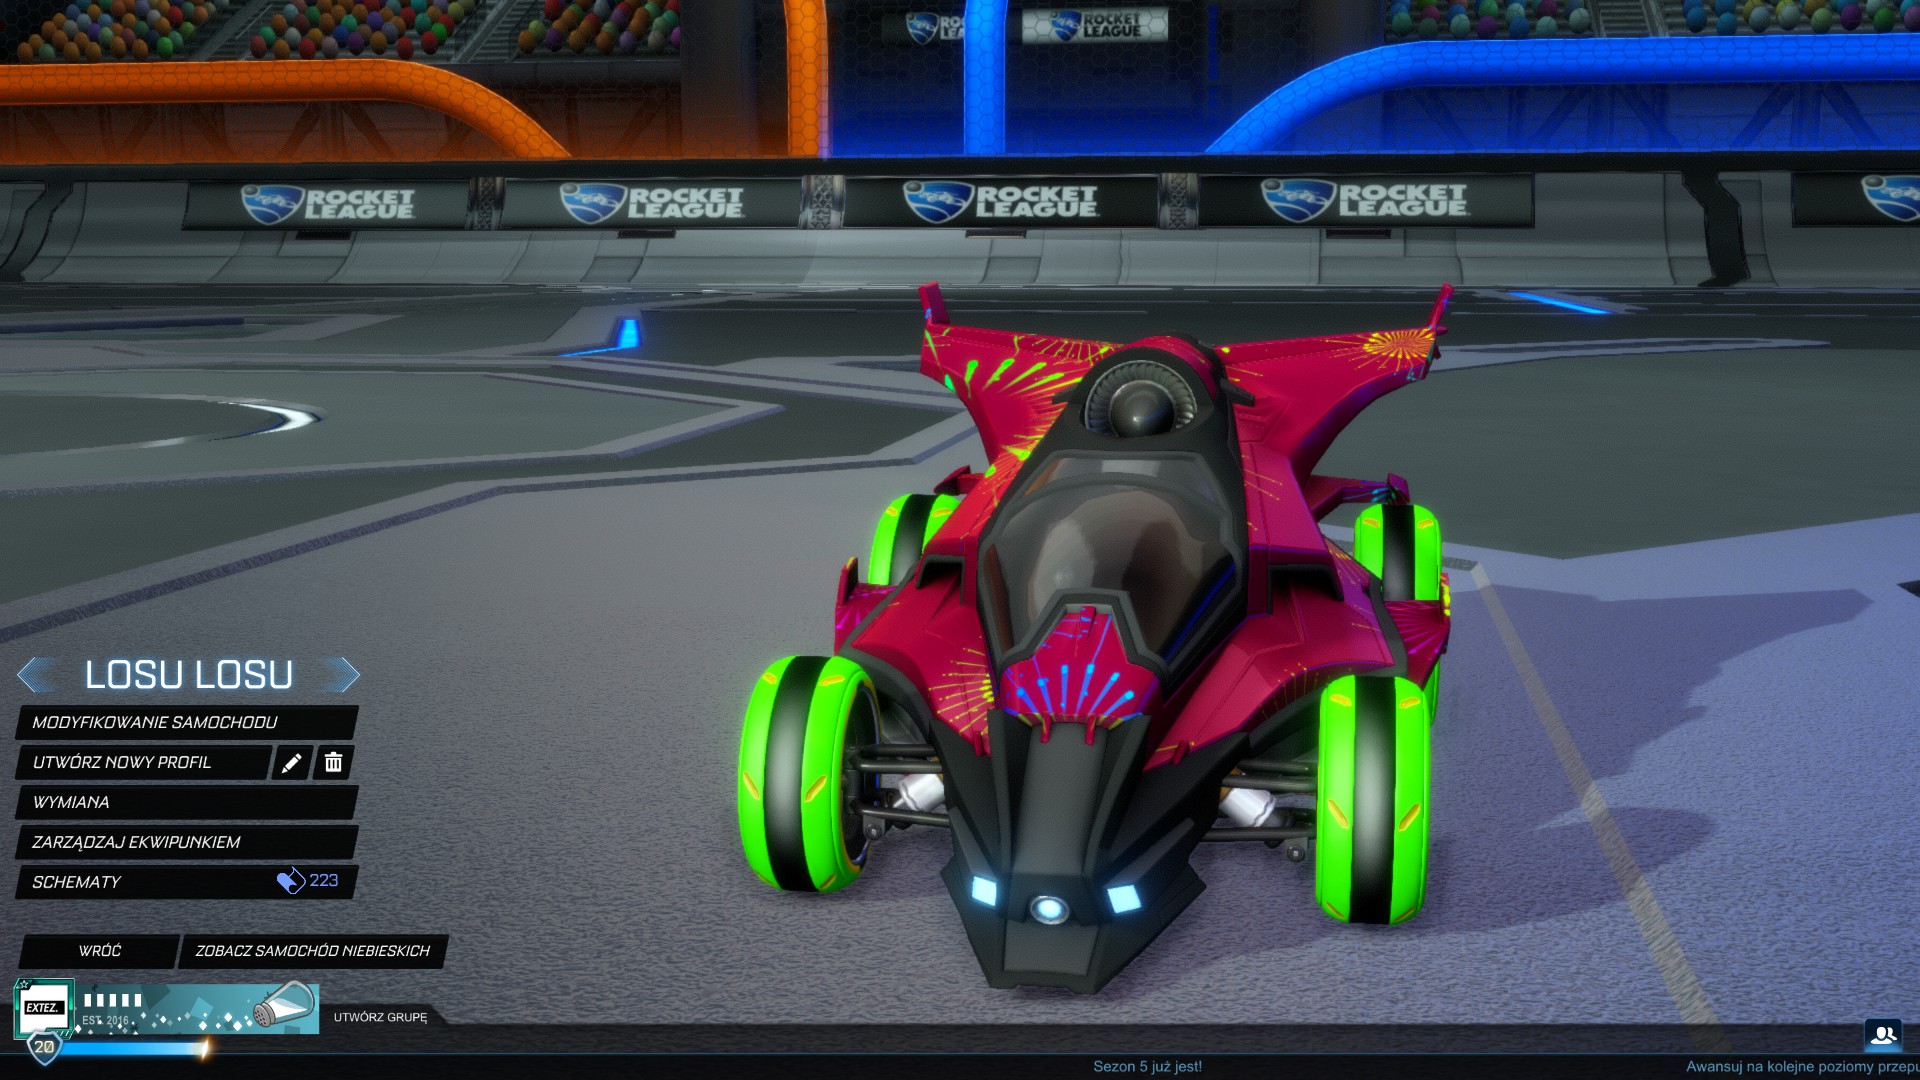 ROCKET
LEAGUE
ROCKET LEAGUE
ROCKET LEAGUE
ROCKET LEAGUE
ROCKET LEAGUE
LOSU LOSU
MODYFIKOWANIE SAMOCHODU
UTWÓRZ NOWY PROFIL
WYMIANA
ZARZĄDZAJ EKWIPUNKIEM
SCHEMATY 223
WRÓĆ ZOBACZ SAMOCHÓD NIEBIESKICH
EXTEZ.
EST. 2016
UTWÓRZ GRUPĘ
20
Sezon 5 już jest!
Awansuj na kolejne poziomy